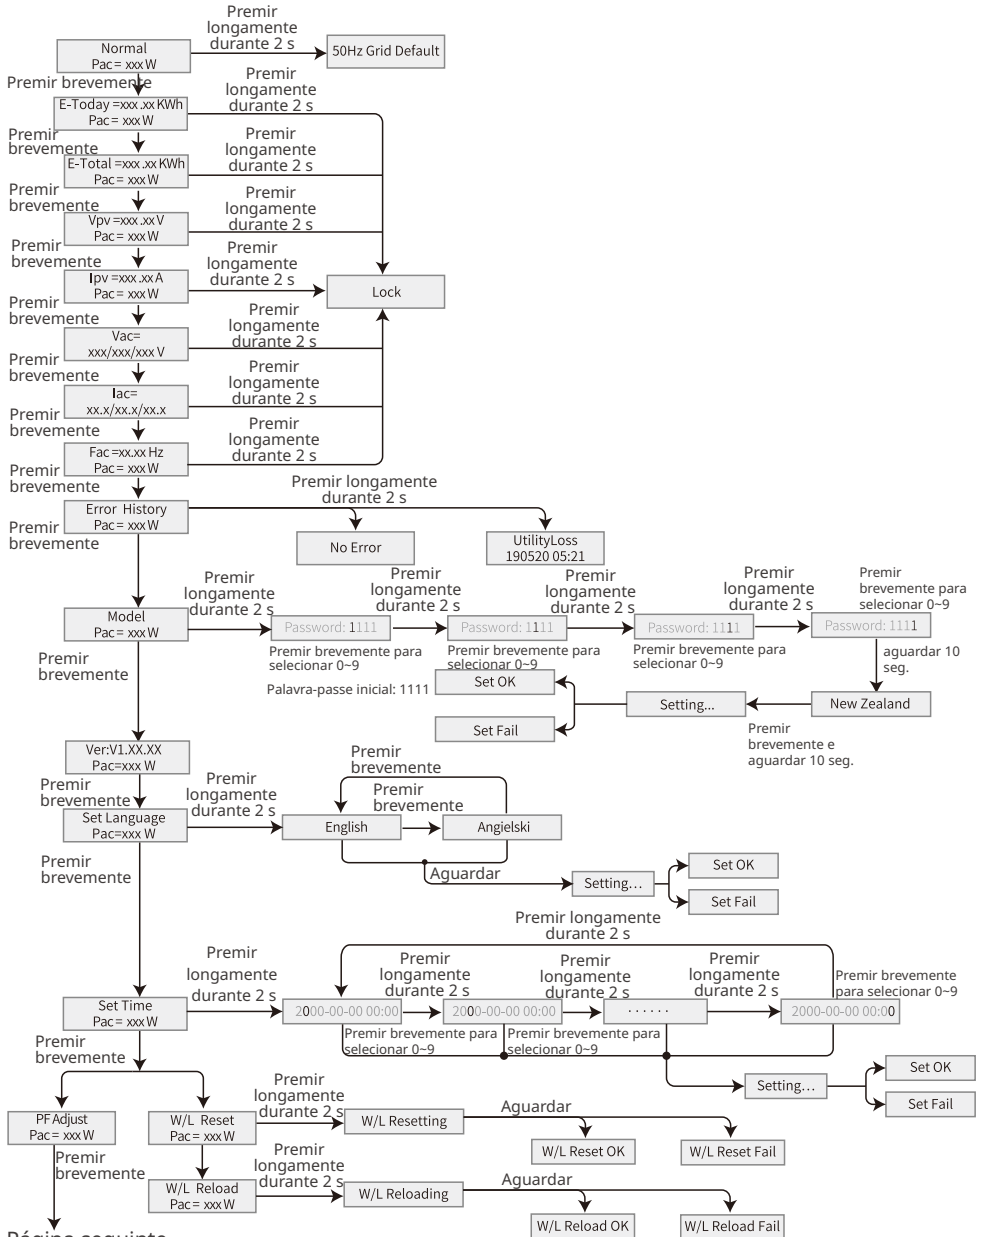 Premir
longamente
durante 2 s
Normal
Pac= xxx W
50Hz Grid Default
Premir brevemente
Premir
longamente
durante 2 s
E-Today =xxx.xx KWh
Pac= xxx W
Premir
brevemente
Premir
longamente
durante 2 s
E-Total =xxx.xx KWh
Pac= xxx W
Premir
brevemente
Premir
longamente
durante 2 s
Vpv =xxx.xx V
Pac= xxx W
Premir
brevemente
Premir
longamente
durante 2 s
Ipv =xxx.xx A
Pac= xxx W
Lock
Premir
brevemente
Premir
longamente
durante 2 s
Vac=
xxx/xxx/xxx V
Premir
brevemente
Premir
longamente
durante 2 s
Iac=
xx.x/xx.x/xx.x
Premir
brevemente
Premir
longamente
durante 2 s
Fac=xx.xx Hz
Pac= xxx W
Premir
brevemente
Premir longamente
durante 2 s
Error History
Pac= xxx W
Premir
brevemente
No Error
UtilityLoss
190520 05:21
Premir
longamente
durante 2 s
Premir
longamente
durante 2 s
Premir
longamente
durante 2 s
Premir
longamente
durante 2 s
Premir
brevemente para
selecionar 0~9
Model
Pac= xxx W
Password: 1111
Password: 1111
Password: 1111
Password: 1111
Premir
brevemente
Premir brevemente para
selecionar 0~9
Premir brevemente para
selecionar 0~9
Premir brevemente para
selecionar 0~9
aguardar 10
seg.
Palavra-passe inicial: 1111
Set OK
Setting...
New Zealand
Set Fail
Premir
brevemente e
aguardar 10 seg.
Ver:V1.XX.XX
Pac=xxx W
Premir
brevemente
Premir
longamente
durante 2 s
Premir
brevemente
Premir
brevemente
Set Language
Pac=xxx W
English
Angielski
Premir
brevemente
Aguardar
Setting...
Set OK
Set Fail
Premir longamente
durante 2 s
Premir
longamente
durante 2 s
Premir
longamente
durante 2 s
Premir
longamente
durante 2 s
Premir
longamente
durante 2 s
Premir brevemente
para selecionar 0~9
Set Time
Pac= xxx W
2000-00-00 00:00
2000-00-00 00:00
......
2000-00-00 00:00
Premir
brevemente
Premir brevemente para
selecionar 0~9
Premir brevemente para
selecionar 0~9
Setting...
Set OK
Set Fail
Premir
longamente
durante 2 s
Aguardar
PF Adjust
Pac= xxx W
W/L Reset
Pac= xxx W
W/L Resetting
W/L Reset OK
W/L Reset Fail
Premir
brevemente
Premir
longamente
durante 2 s
Aguardar
W/L Reload
Pac= xxx W
W/L Reloading
W/L Reload OK
W/L Reload Fail
Página seguinte